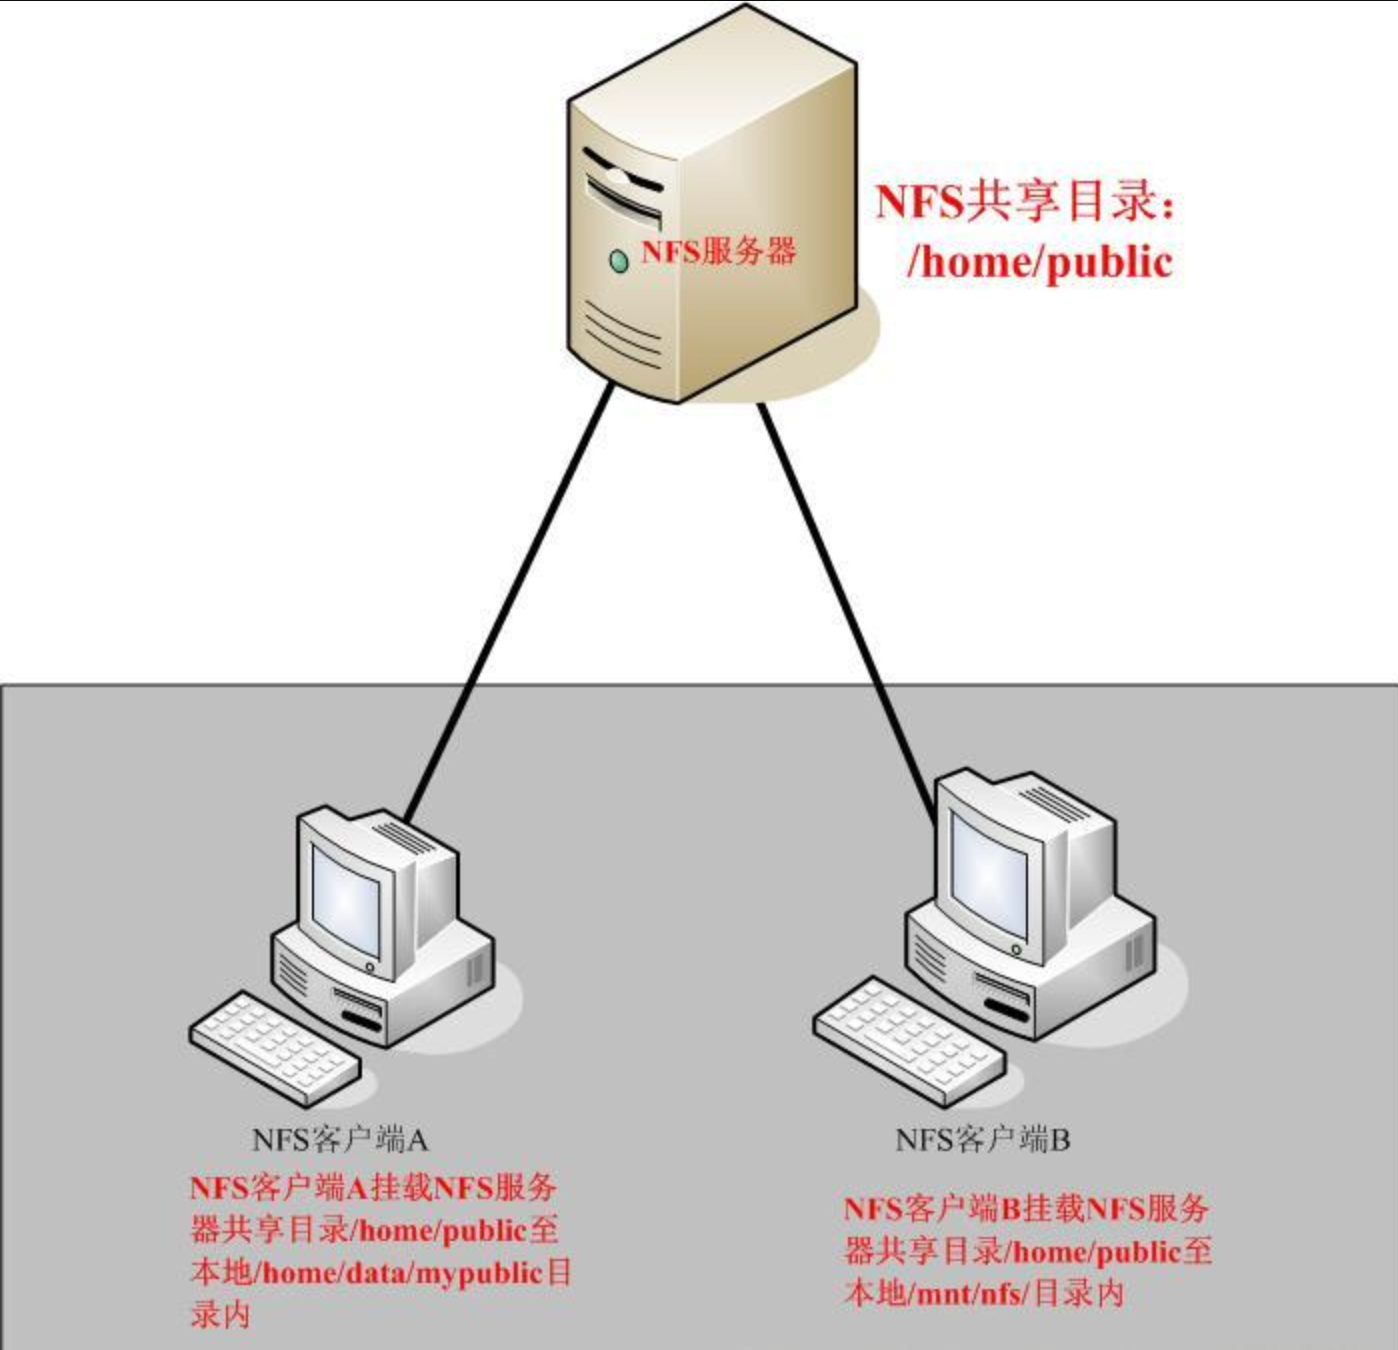 NFS共享目录：
/home/public
NFS服务器
NFS客户端A
NFS客户端A挂载NFS服务
器共享目录/home/public至
本地/home/data/mypublic目
录内
NFS客户端B
NFS客户端B挂载NFS服务
器共享目录/home/public至
本地/mnt/nfs/目录内